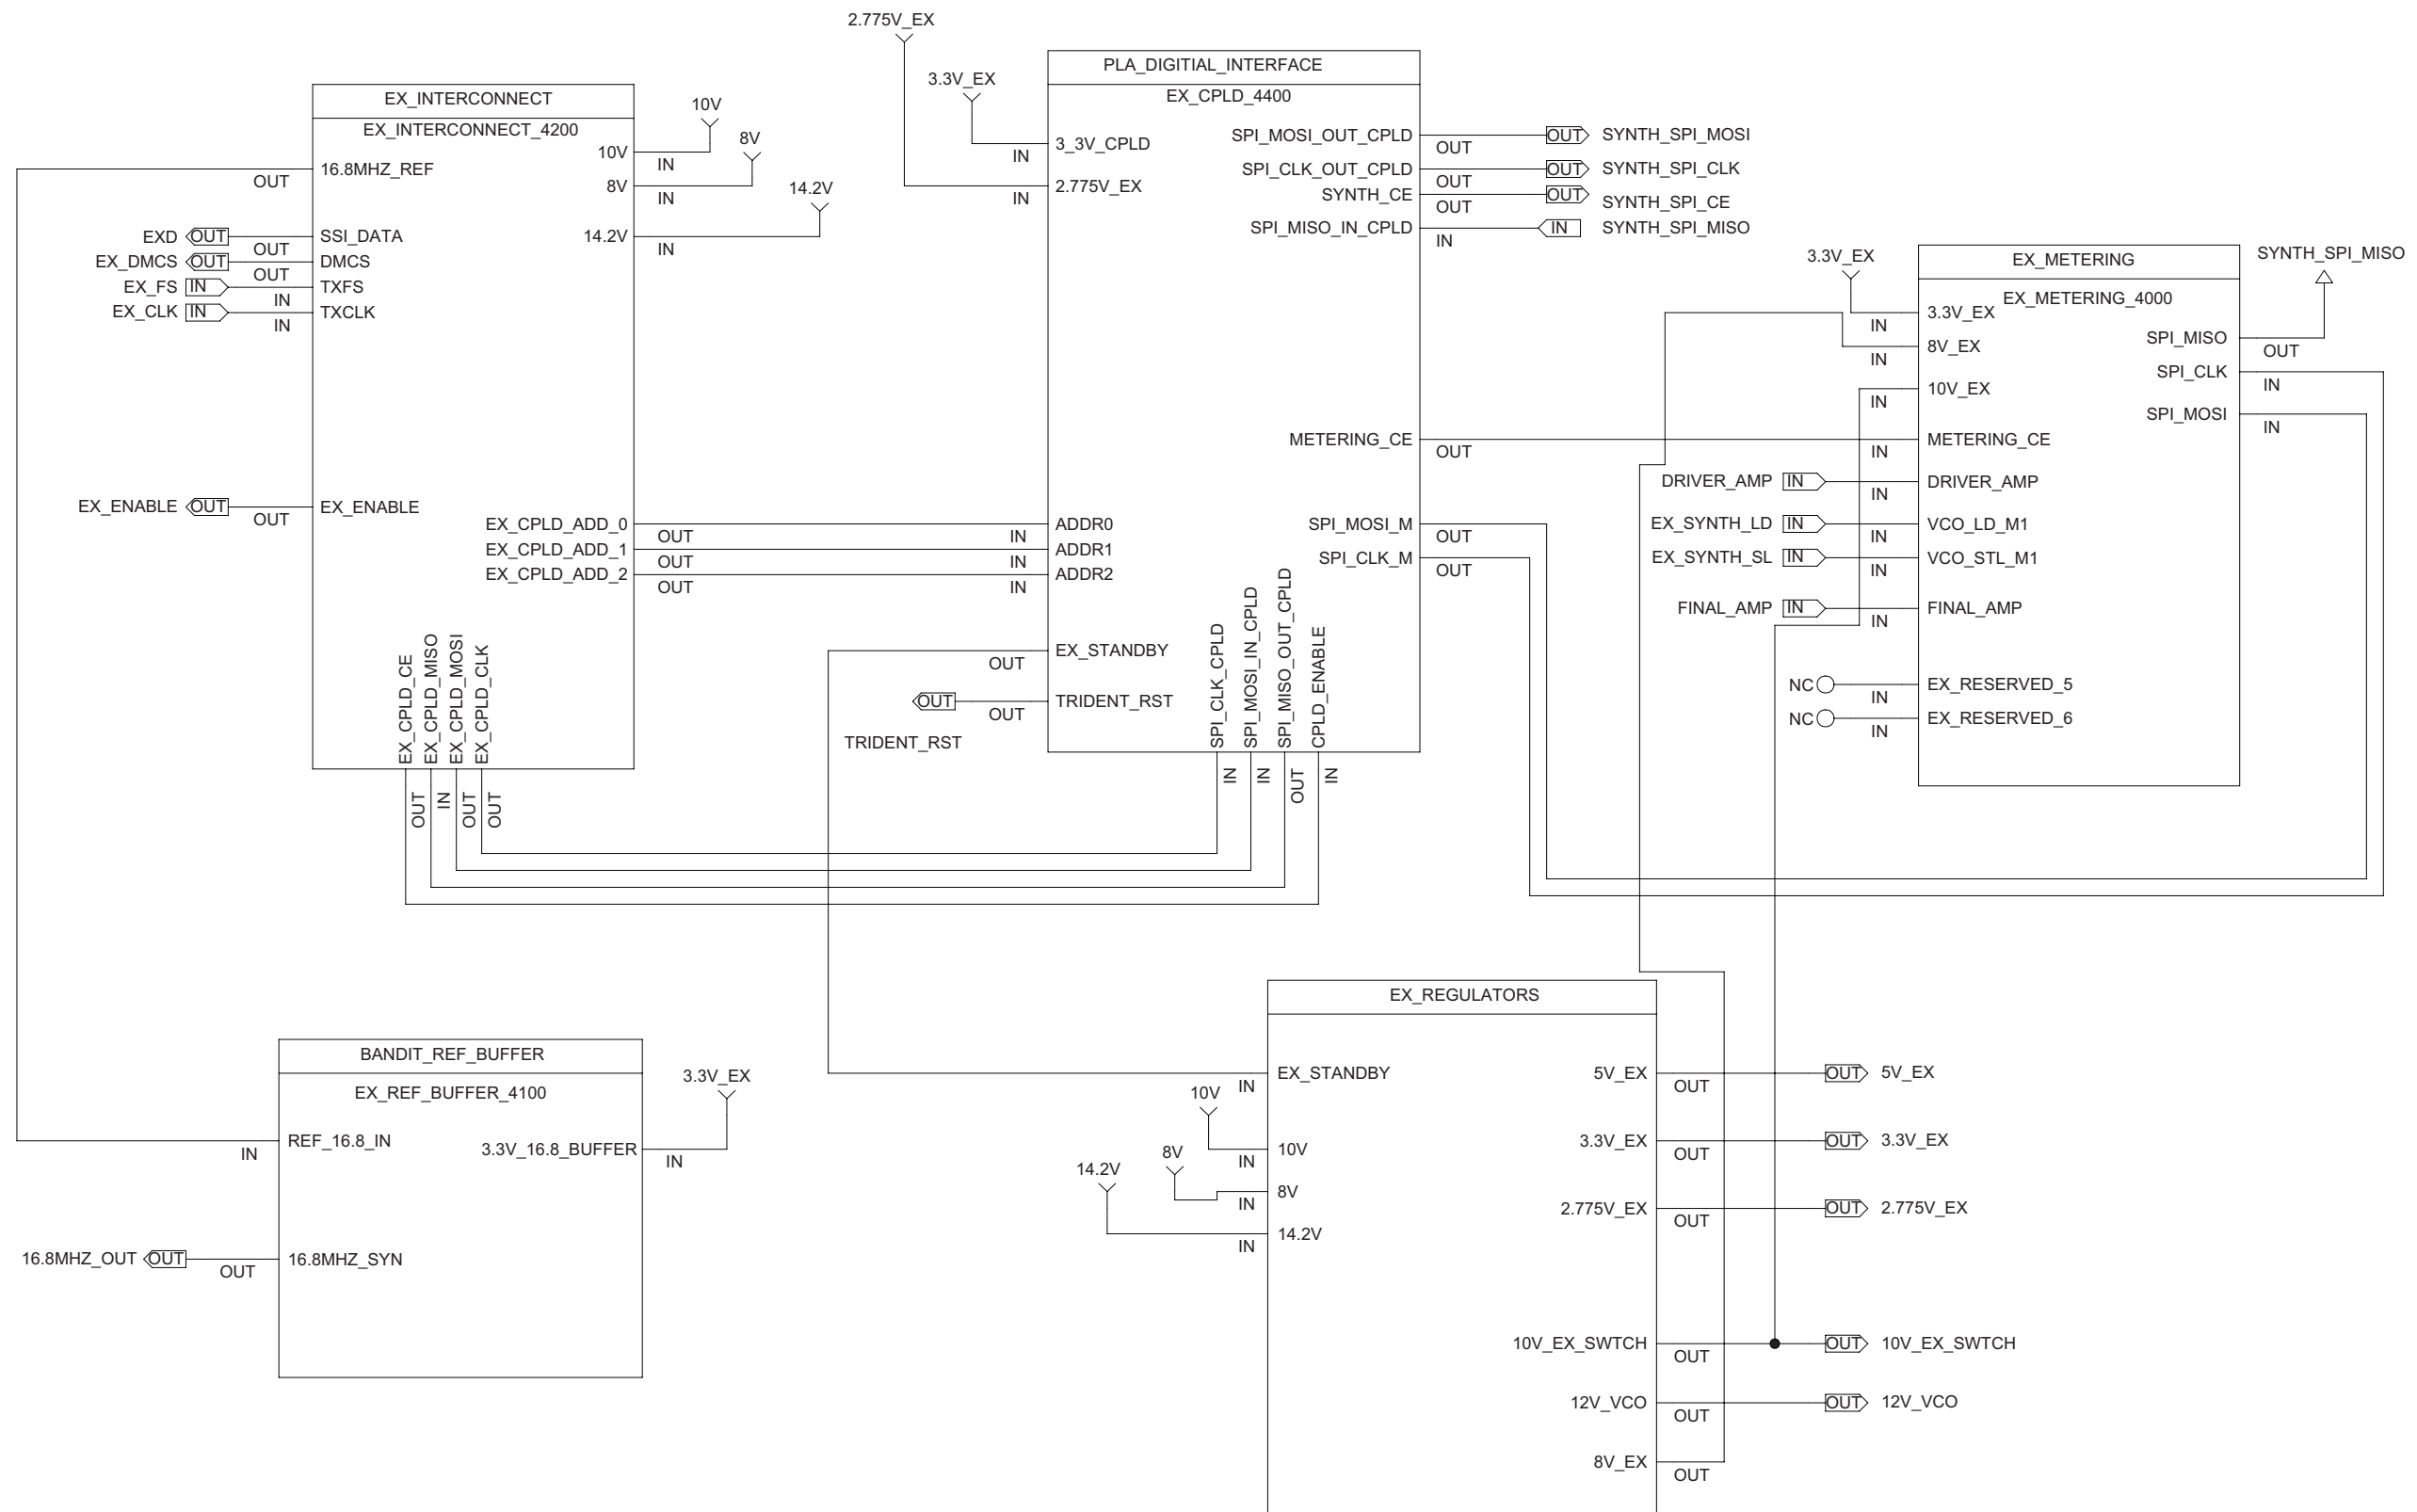 2.775V_EX
3.3V_EX
PLA_DIGITIAL_INTERFACE
EX_CPLD_4400
3_3V_CPLD
IN
2.775V_EX
IN
SPI_MOSI_OUT_CPLD
OUT
OUT
SYNTH_SPI_MOSI
SPI_CLK_OUT_CPLD
OUT
OUT
SYNTH_SPI_CLK
SYNTH_CE
OUT
OUT
SYNTH_SPI_CE
SPI_MISO_IN_CPLD
IN
IN
SYNTH_SPI_MISO
METERING_CE
OUT
SPI_MOSI_M
OUT
SPI_CLK_M
OUT
ADDR0
IN
ADDR1
IN
ADDR2
IN
EX_STANDBY
OUT
TRIDENT_RST
OUT
OUT
TRIDENT_RST
SPI_CLK_CPLD
IN
SPI_MOSI_IN_CPLD
IN
SPI_MISO_OUT_CPLD
OUT
CPLD_ENABLE
IN
EX_INTERCONNECT
EX_INTERCONNECT_4200
10V
10V
IN
8V
8V
IN
14.2V
14.2V
IN
16.8MHZ_REF
OUT
EXD
OUT
SSI_DATA
OUT
EX_DMCS
OUT
DMCS
OUT
EX_FS
IN
TXFS
IN
EX_CLK
IN
TXCLK
IN
EX_ENABLE
OUT
EX_ENABLE
OUT
EX_CPLD_ADD_0
OUT
EX_CPLD_ADD_1
OUT
EX_CPLD_ADD_2
OUT
EX_CPLD_CE
OUT
EX_CPLD_MISO
IN
EX_CPLD_MOSI
OUT
EX_CPLD_CLK
OUT
EX_METERING
EX_METERING_4000
SYNTH_SPI_MISO
3.3V_EX
3.3V_EX
IN
8V_EX
IN
10V_EX
IN
METERING_CE
IN
DRIVER_AMP
IN
DRIVER_AMP
IN
EX_SYNTH_LD
IN
VCO_LD_M1
IN
EX_SYNTH_SL
IN
VCO_STL_M1
IN
FINAL_AMP
IN
FINAL_AMP
IN
NC
EX_RESERVED_5
IN
NC
EX_RESERVED_6
IN
SPI_MISO
OUT
SPI_CLK
IN
SPI_MOSI
IN
BANDIT_REF_BUFFER
EX_REF_BUFFER_4100
3.3V_EX
REF_16.8_IN
IN
3.3V_16.8_BUFFER
IN
16.8MHZ_OUT
OUT
16.8MHZ_SYN
OUT
EX_REGULATORS
EX_STANDBY
IN
10V
10V
IN
8V
8V
IN
14.2V
14.2V
IN
5V_EX
OUT
OUT
5V_EX
3.3V_EX
OUT
OUT
3.3V_EX
2.775V_EX
OUT
OUT
2.775V_EX
10V_EX_SWTCH
OUT
OUT
10V_EX_SWTCH
12V_VCO
OUT
OUT
12V_VCO
8V_EX
OUT